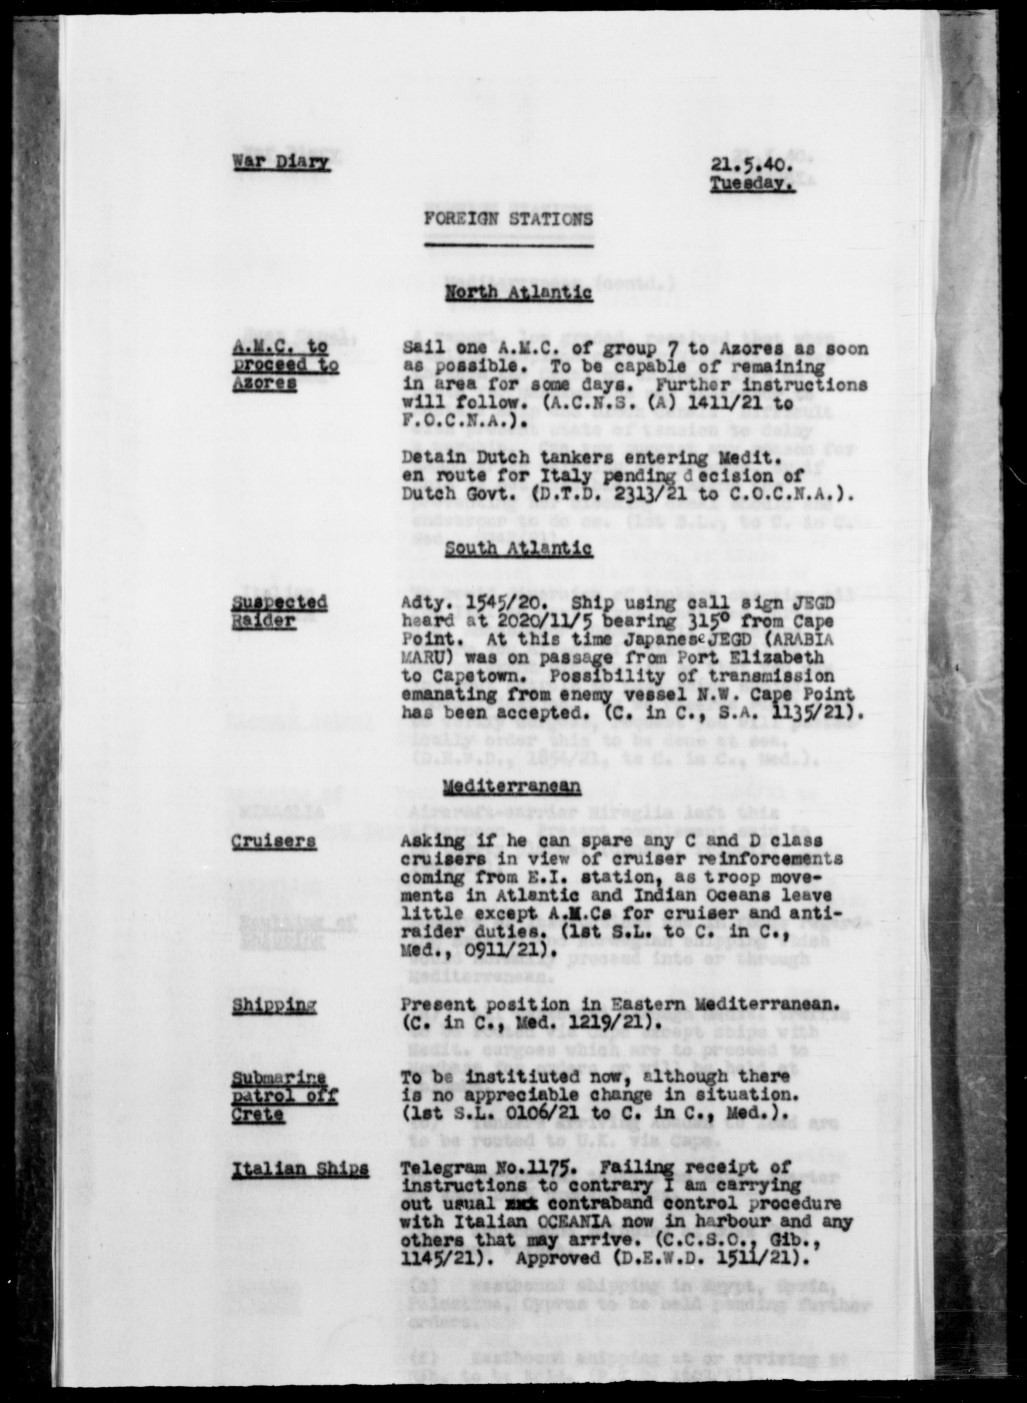 War Diary
21.5.40.
Tuesday.
FOREIGN STATIONS
North Atlantic
A.M.C. to
proceed to
Azores
Sail one A.M.C. of group 7 to Azores as soon
as possible. To be capable of remaining
in area for some days. Further instructions
will follow. (A.C.N.S. (A) 1411/21 to
F.O.C.N.A.).
Detain Dutch tankers entering Medit.
en route for Italy pending decision of
Dutch Govt. (D.T.D. 2313/21 to C.O.C.N.A.).
South Atlantic
Suspected
Raider
Adty. 1545/20. Ship using call sign JEGD
heard at 2020/11/5 bearing 315° from Cape
Point. At this time Japanese JEGD (ARABIA
MARU) was on passage from Port Elizabeth
to Capetown. Possibility of transmission
emanating from enemy vessel N.W. Cape Point
has been accepted. (C. in C., S.A. 1135/21).
Mediterranean
Cruisers
Asking if he can spare any C and D class
cruisers in view of cruiser reinforcements
coming from E.I. station, as troop move-
ments in Atlantic and Indian Oceans leave
little except A.M.Cs for cruiser and anti-
raider duties. (1st S.L. to C. in C.,
Med., 0911/21).
Shipping
Present position in Eastern Mediterranean.
(C. in C., Med. 1219/21).
Submarine
patrol off
Crete
To be institiuted now, although there
is no appreciable change in situation.
(1st S.L. 0106/21 to C. in C., Med.).
Italian Ships
Telegram No.1175. Failing receipt of
instructions to contrary I am carrying
out usual contraband control procedure
with Italian OCEANIA now in harbour and any
others that may arrive. (C.C.S.O., Gib.,
1145/21). Approved (D.E.W.D. 1511/21).